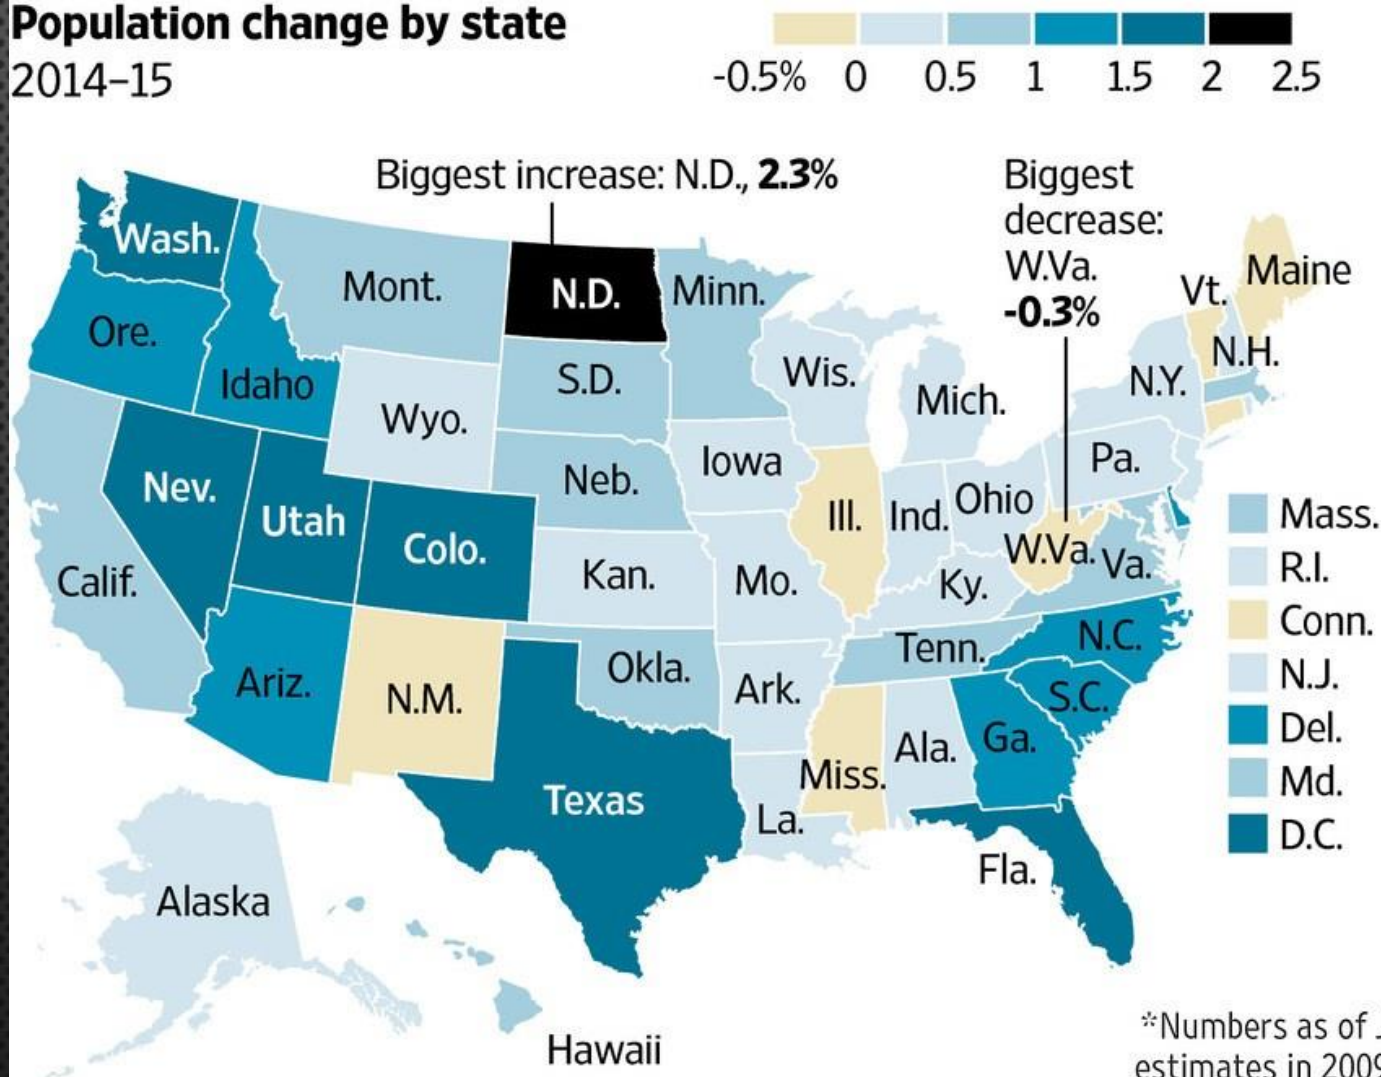 Population change by state
2014–15
-0.5% 0 0.5 1 1.5 2 2.5
Biggest increase: N.D., 2.3%
Biggest
decrease:
W.Va.
-0.3%
Wash.
Mont.
N.D.
Minn.
Vt.
Maine
Ore.
Idaho
S.D.
Wis.
Mich.
N.Y.
N.H.
Wyo.
Nev.
Utah
Colo.
Neb.
Iowa
Ill.
Ind.
Ohio
Pa.
Calif.
Kan.
Mo.
Ky.
W.Va.
Va.
Ariz.
N.M.
Okla.
Ark.
Tenn.
N.C.
S.C.
Texas
La.
Miss.
Ala.
Ga.
Fla.
Alaska
Hawaii
Mass.
R.I.
Conn.
N.J.
Del.
Md.
D.C.
*Numbers as of
estimates in 2009